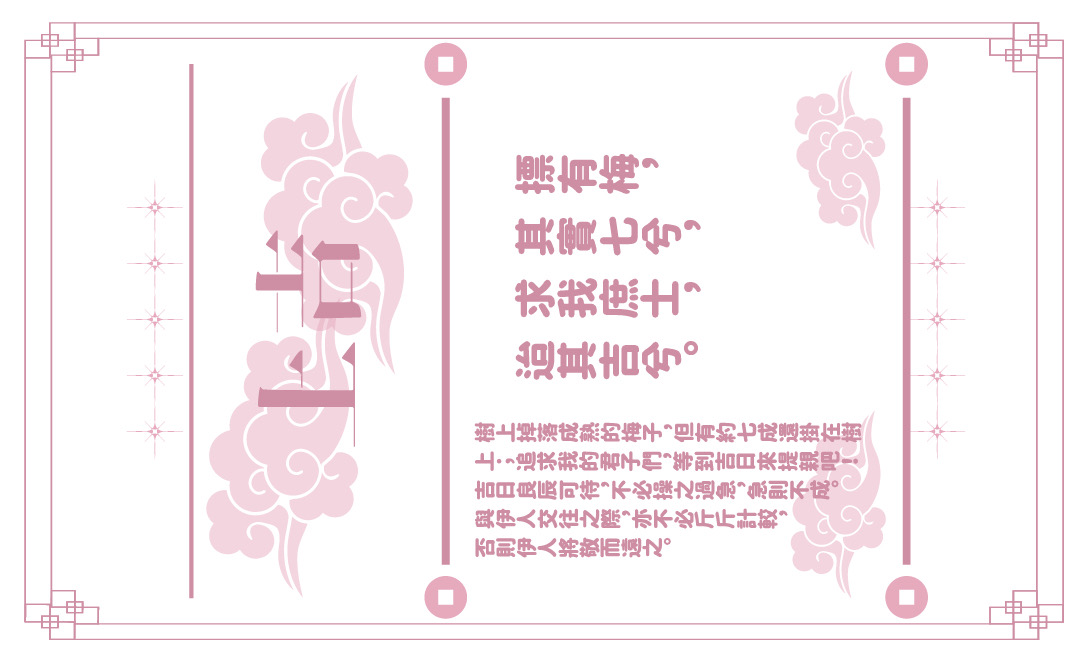 上吉
摽有梅，
其實七兮，
求我庶士，
迨其吉兮。
樹上掉落成熟的梅子，但有約七成還掛在樹
上；追求我的君子們，等到吉日來提親吧！
吉日良辰可待，不必操之過急，急則不成。
與伊人交往之際，亦不必斤斤計較，
否則伊人將敬而遠之。